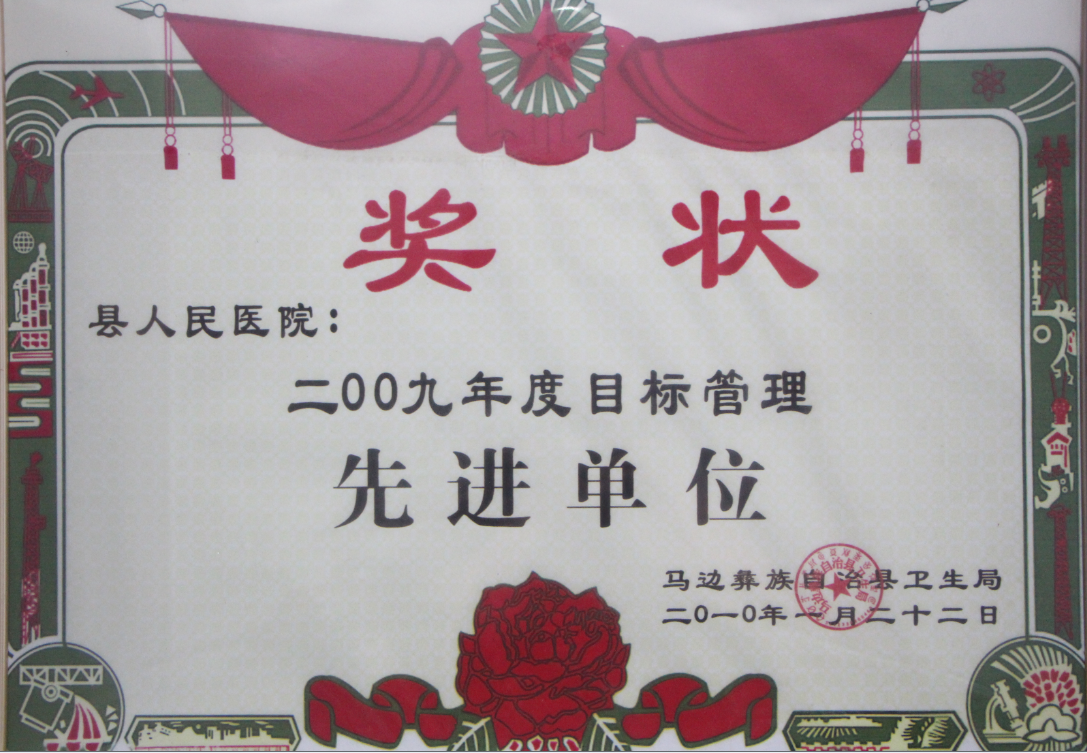 奖状
县人民医院：
二00九年度目标管理
先进单位
马边彝族自治县卫生局
二0一0年一月二十二日